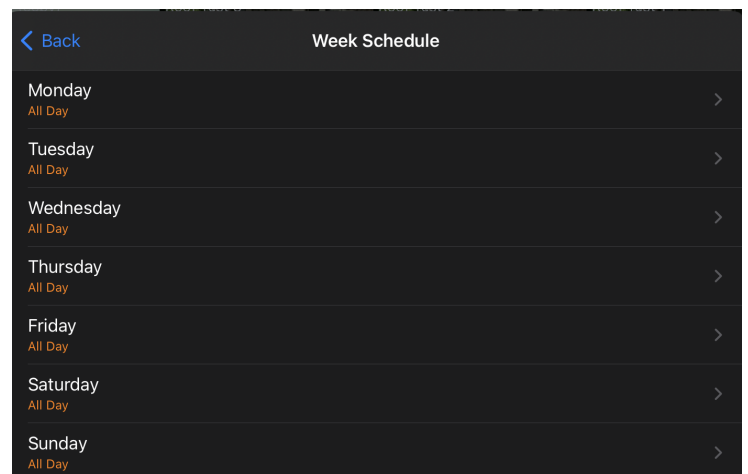 Back
Week Schedule
Monday
All Day
Tuesday
All Day
Wednesday
All Day
Thursday
All Day
Friday
All Day
Saturday
All Day
Sunday
All Day